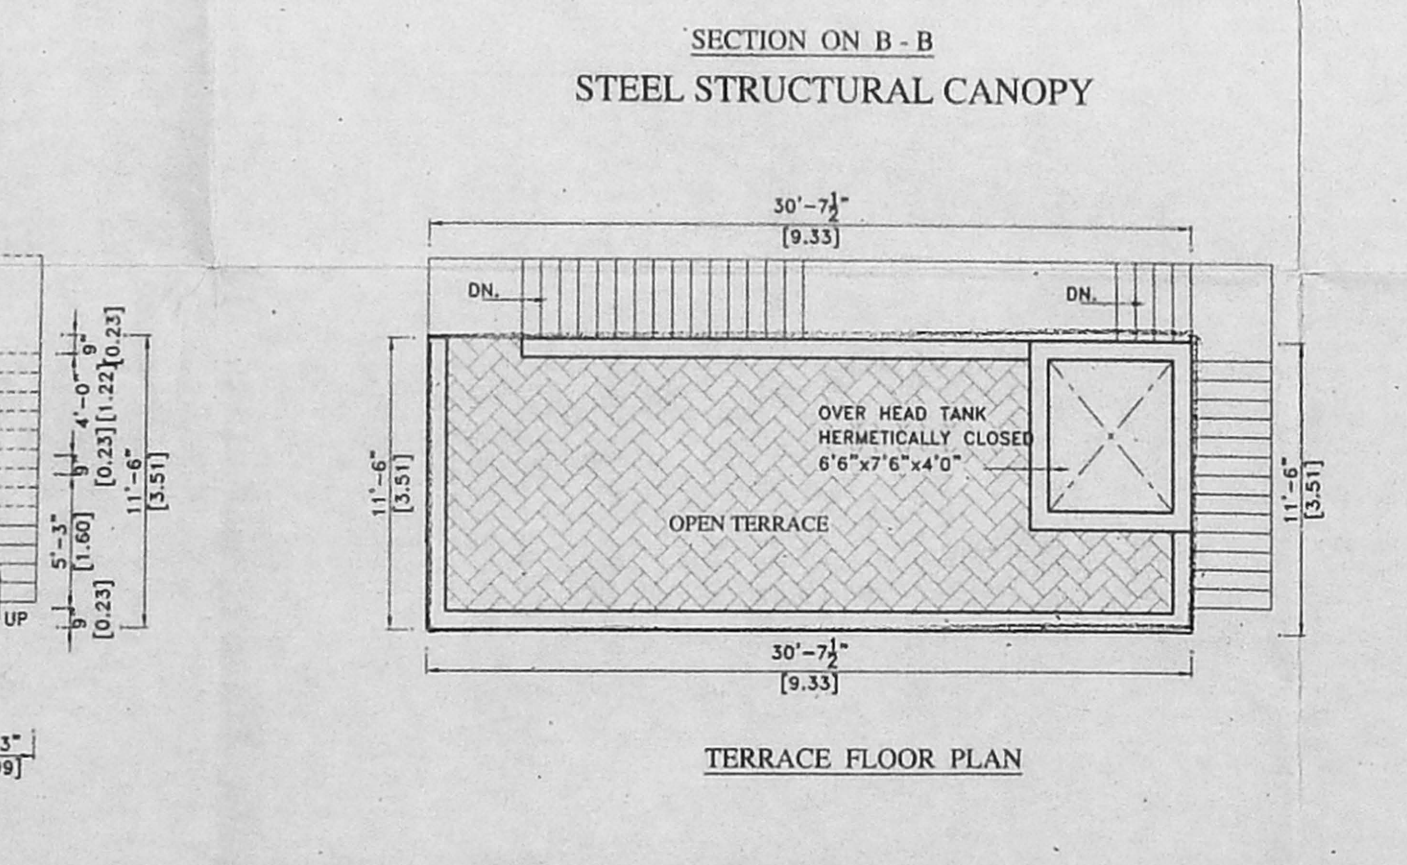 SECTION ON B - B
STEEL STRUCTURAL CANOPY
30'-7½"
[9.33]
DN.
DN.
9"
[0.23]
4'-0"
[1.22]
9"
[0.23]
11'-6"
[3.51]
5'-3"
[1.60]
9"
[0.23]
UP
3"
9]
11'-6"
[3.51]
OVER HEAD TANK
HERMETICALLY CLOSED
6'6"x7'6"x4'0"
OPEN TERRACE
11'-6"
[3.51]
30'-7½"
[9.33]
TERRACE FLOOR PLAN